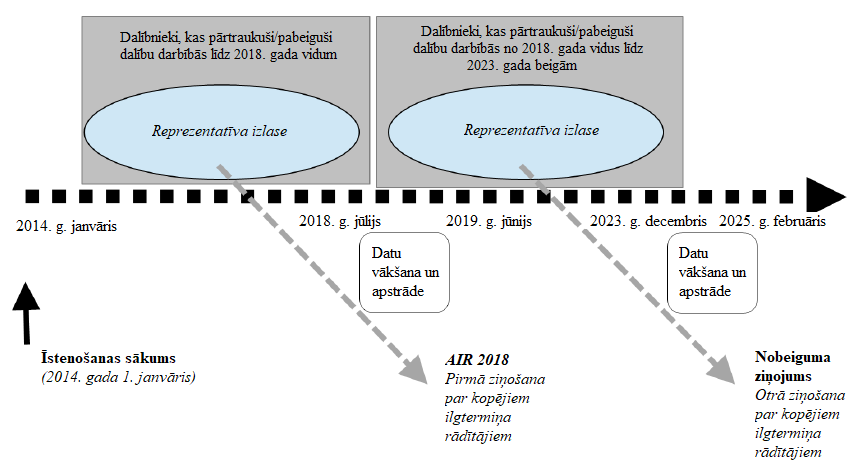 Dalībnieki, kas pārtraukuši/pabeiguši
dalību darbībās līdz 2018. gada vidum
Reprezentatīva izlase
Dalībnieki, kas pārtraukuši/pabeiguši
dalību darbībās no 2018. gada vidus līdz
2023. gada beigām
Reprezentatīva izlase
2014. g. janvāris
2018. g. jūlijs
2019. g. jūnijs
2023. g. decembris
2025. g. februāris
Datu
vākšana un
apstrāde
Datu
vākšana un
apstrāde
Īstenošanas sākums
(2014. gada 1. janvāris)
AIR 2018
Pirmā ziņošana
par kopējiem
ilgtermiņa
rādītājiem
Nobeiguma
ziņojums
Otrā ziņošana
par kopējiem
ilgtermiņa
rādītājiem